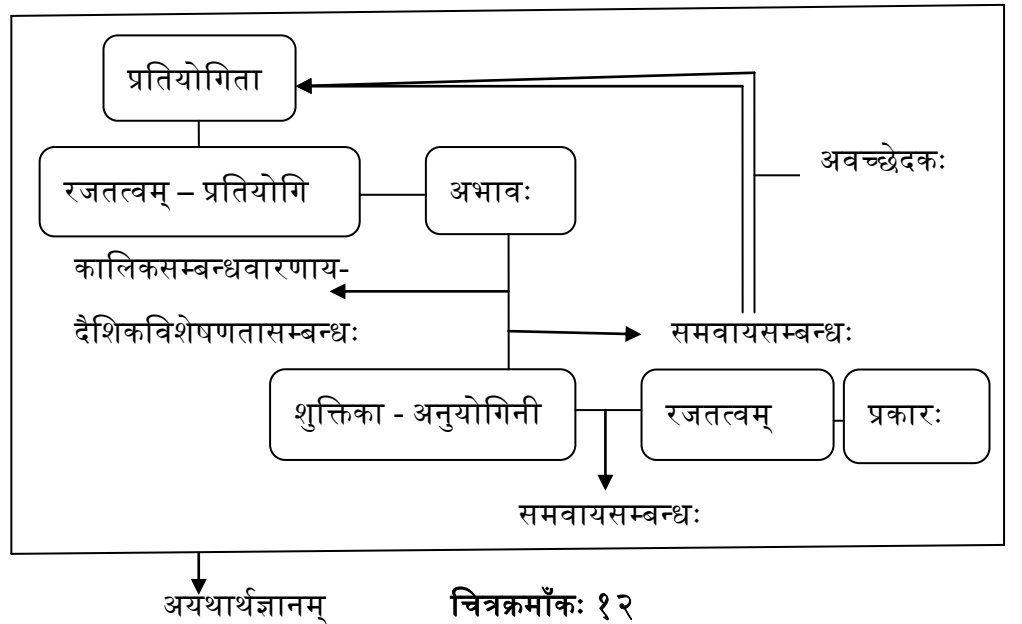 प्रतियोगिता
अवच्छेदकः
रजतत्वम् – प्रतियोगि
अभावः
कालिकसम्बन्धवारणाय-
दैशिकविशेषणतासम्बन्धः
समवायसम्बन्धः
शुक्तिका - अनुयोगिनी
रजतत्वम्
प्रकारः
समवायसम्बन्धः
अयथार्थज्ञानम्
चित्रक्रमाँकः १२